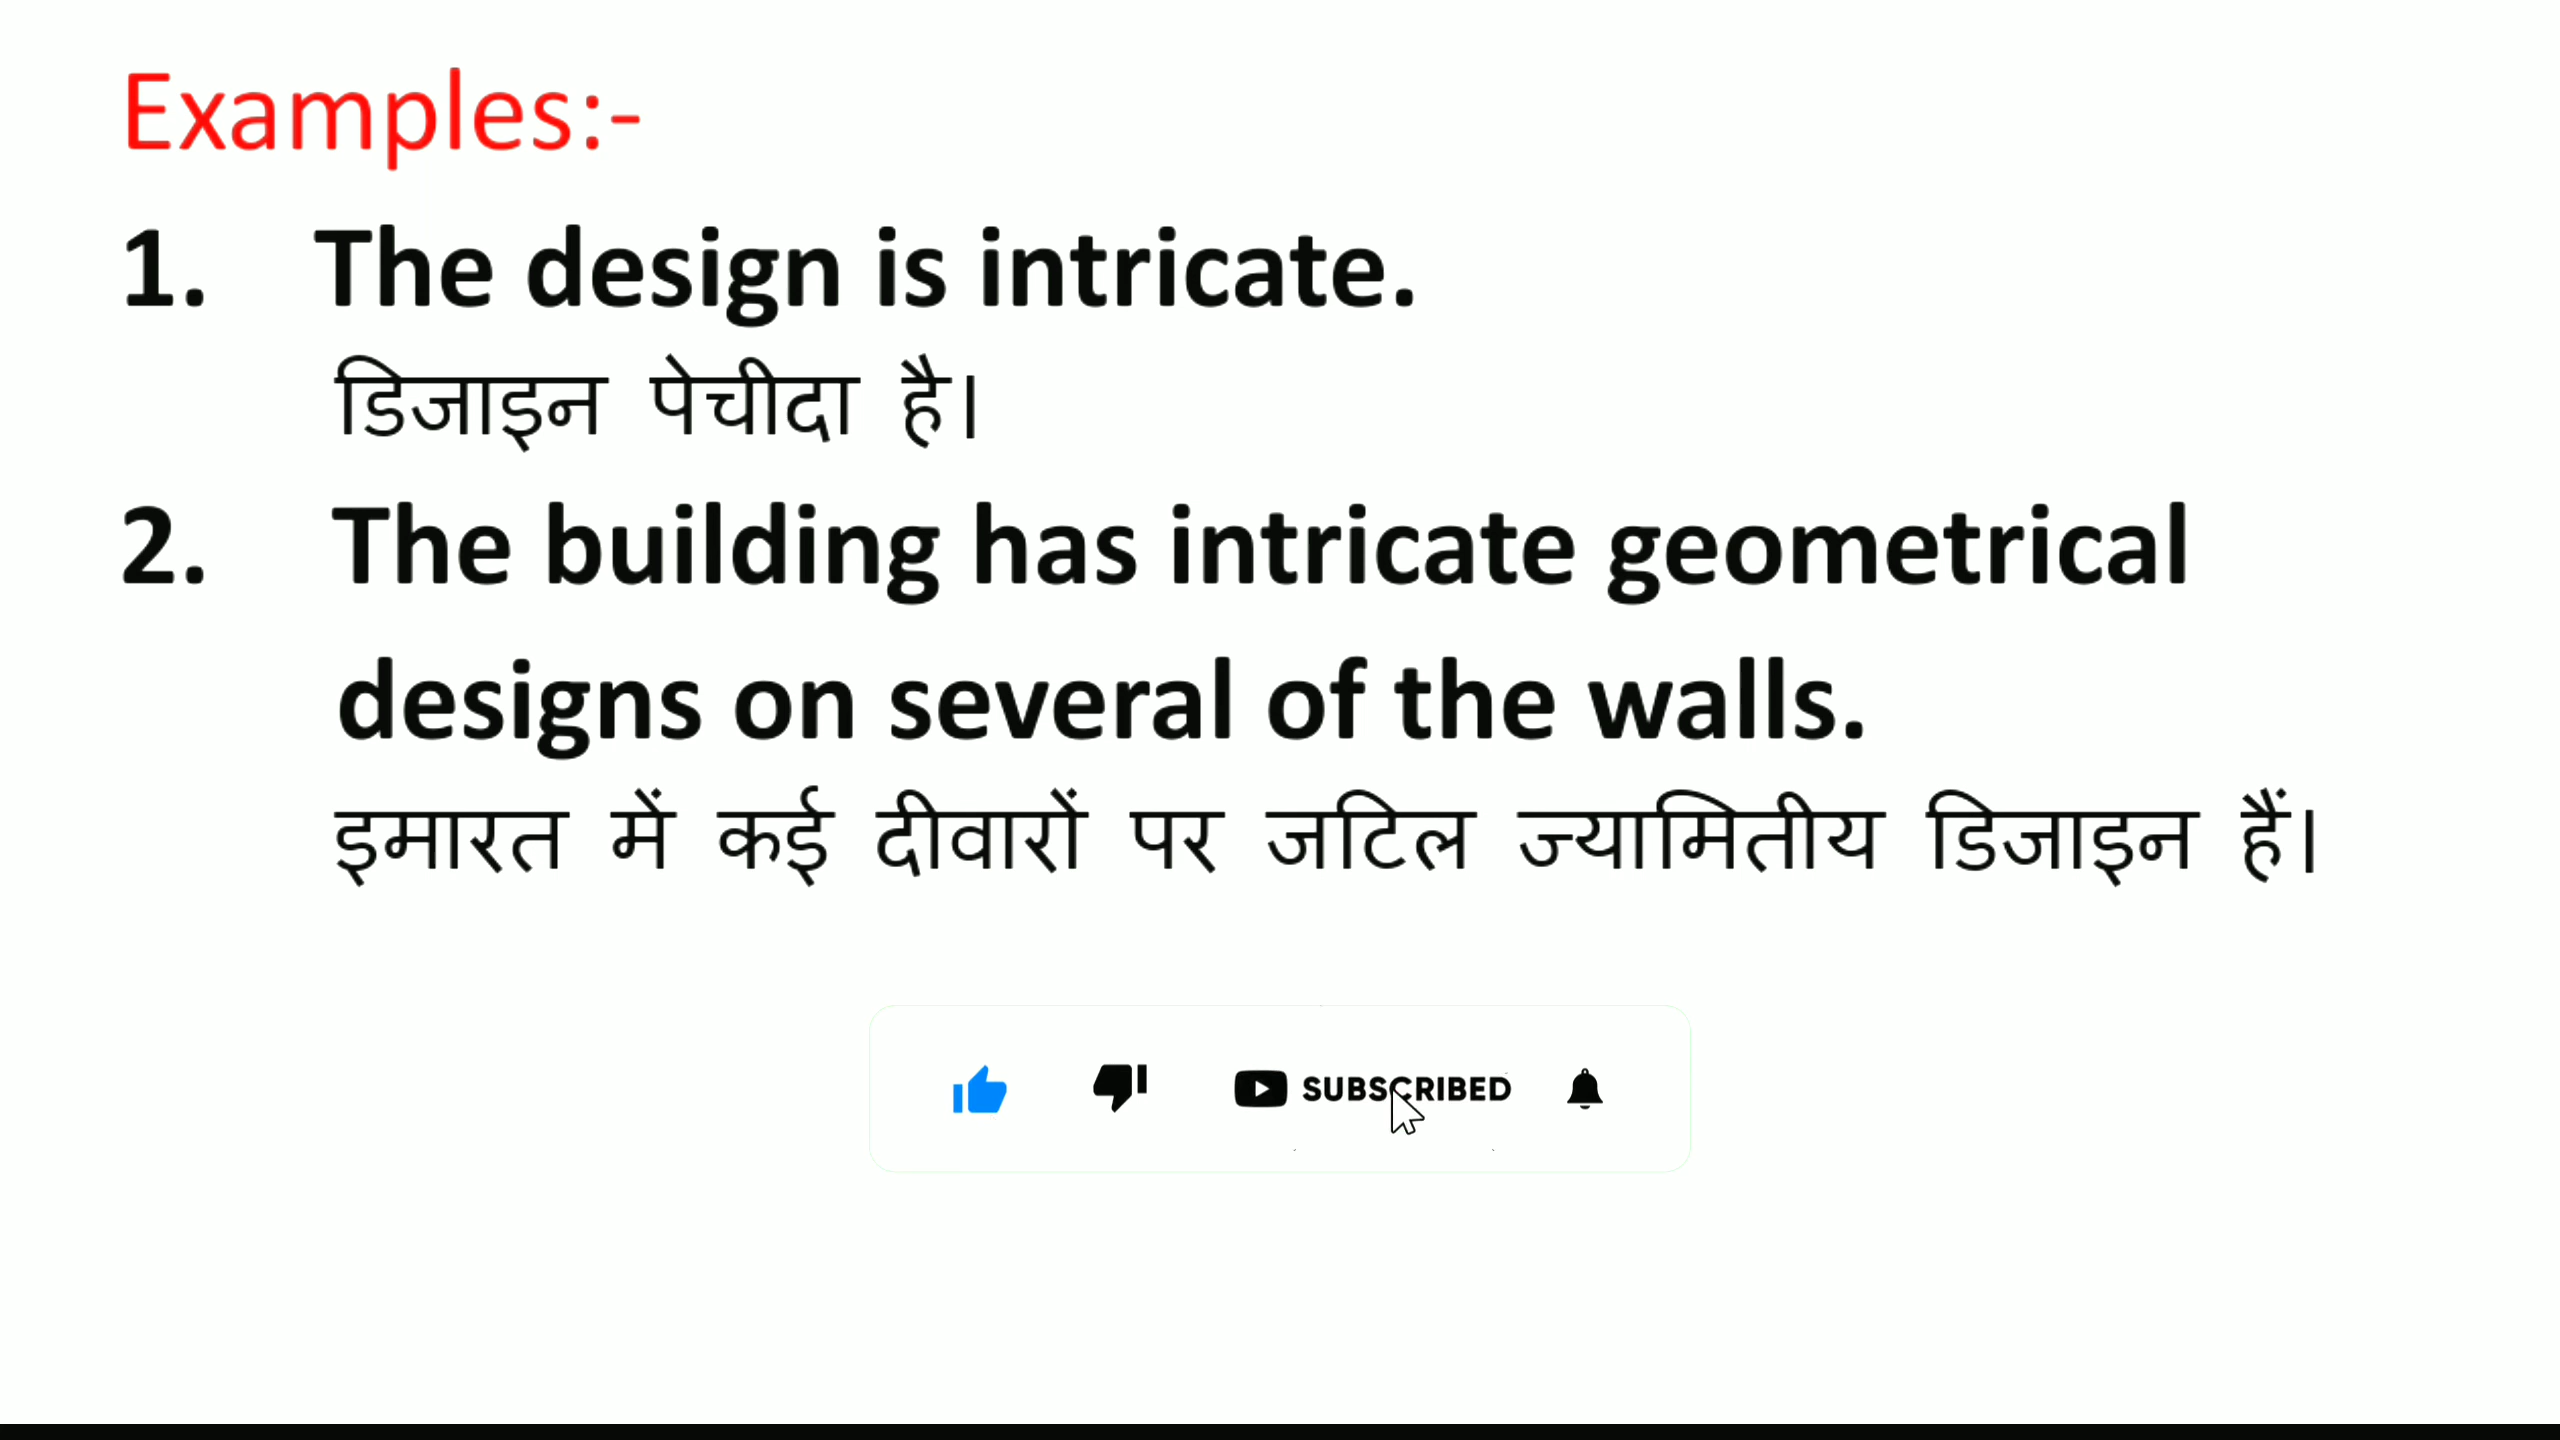 Examples:-
1. The design is intricate.
डिजाइन पेचीदा है।
2. The building has intricate geometrical
designs on several of the walls.
इमारत में कई दीवारों पर जटिल ज्यामितीय डिजाइन हैं।
SUBSCRIBED